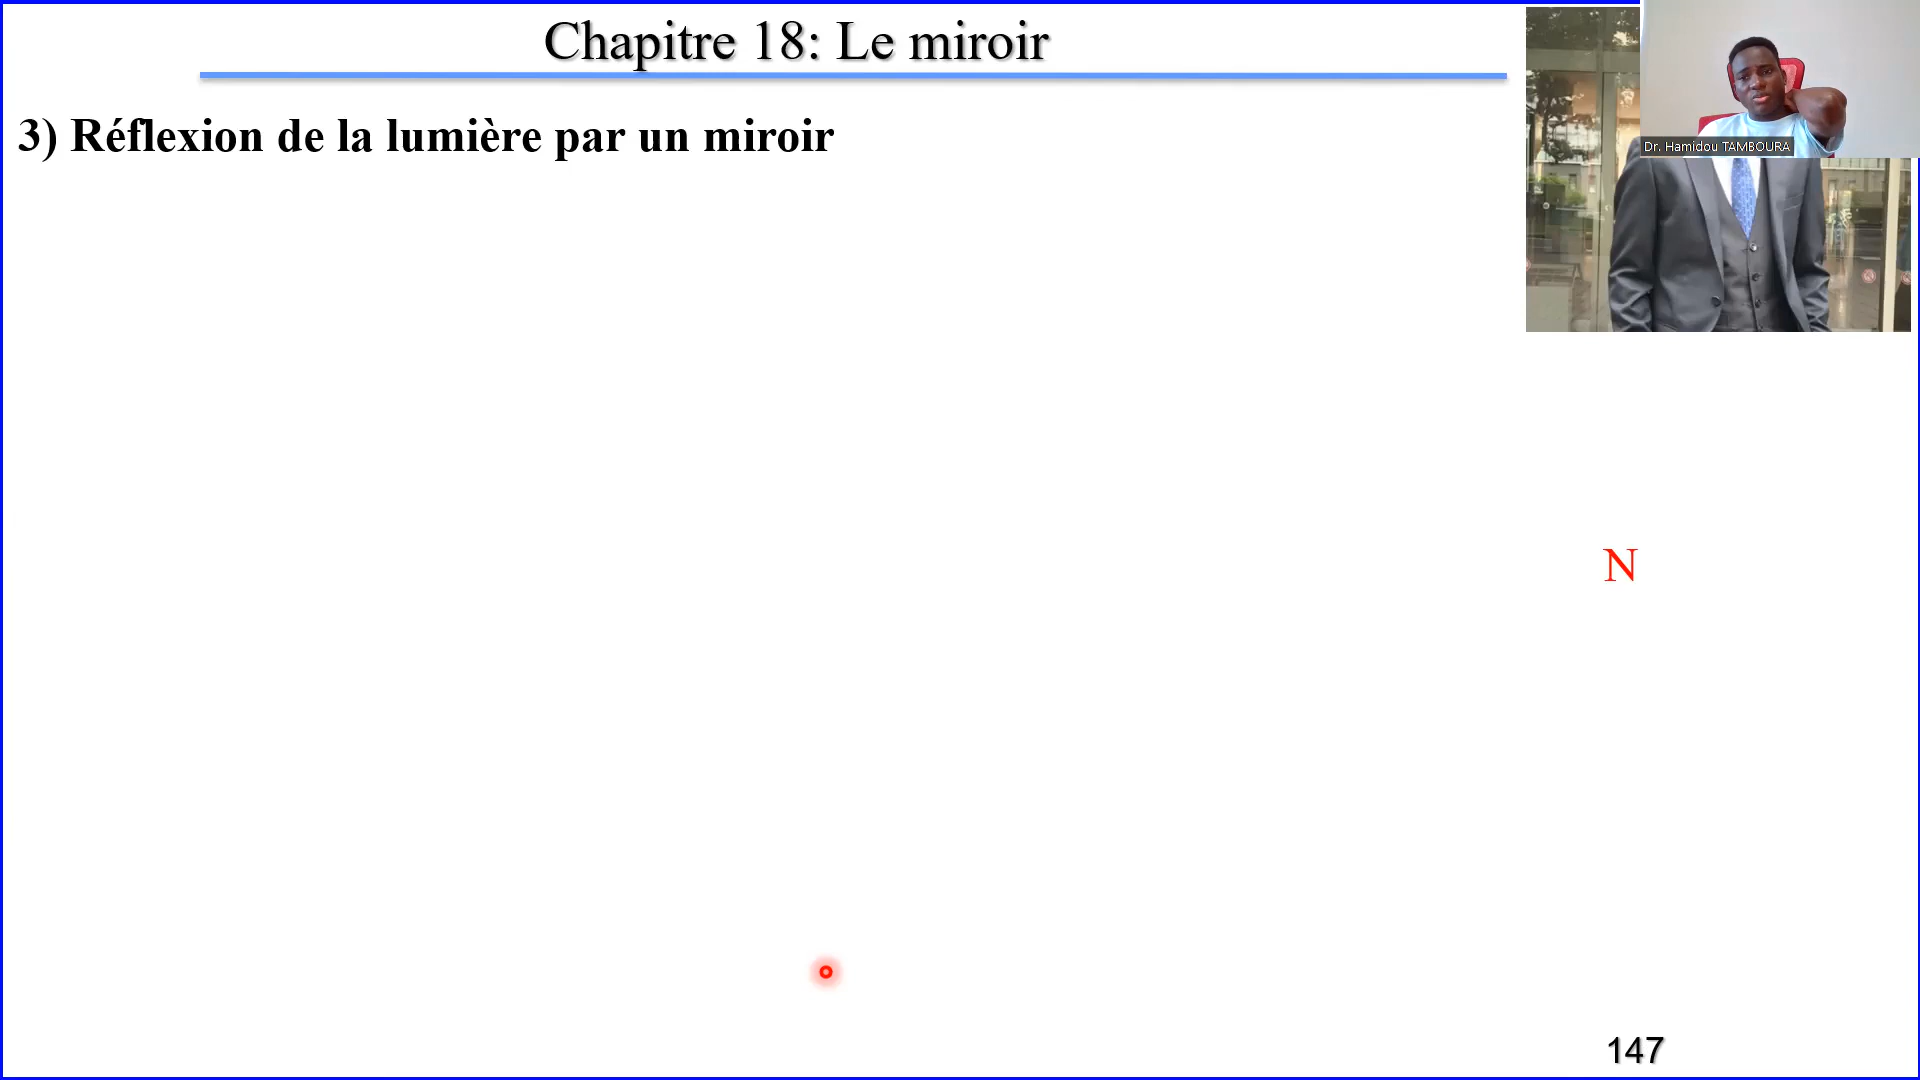 Chapitre 18: Le miroir
3) Réflexion de la lumière par un miroir
Dr. Hamidou TAMBOURA
N
147